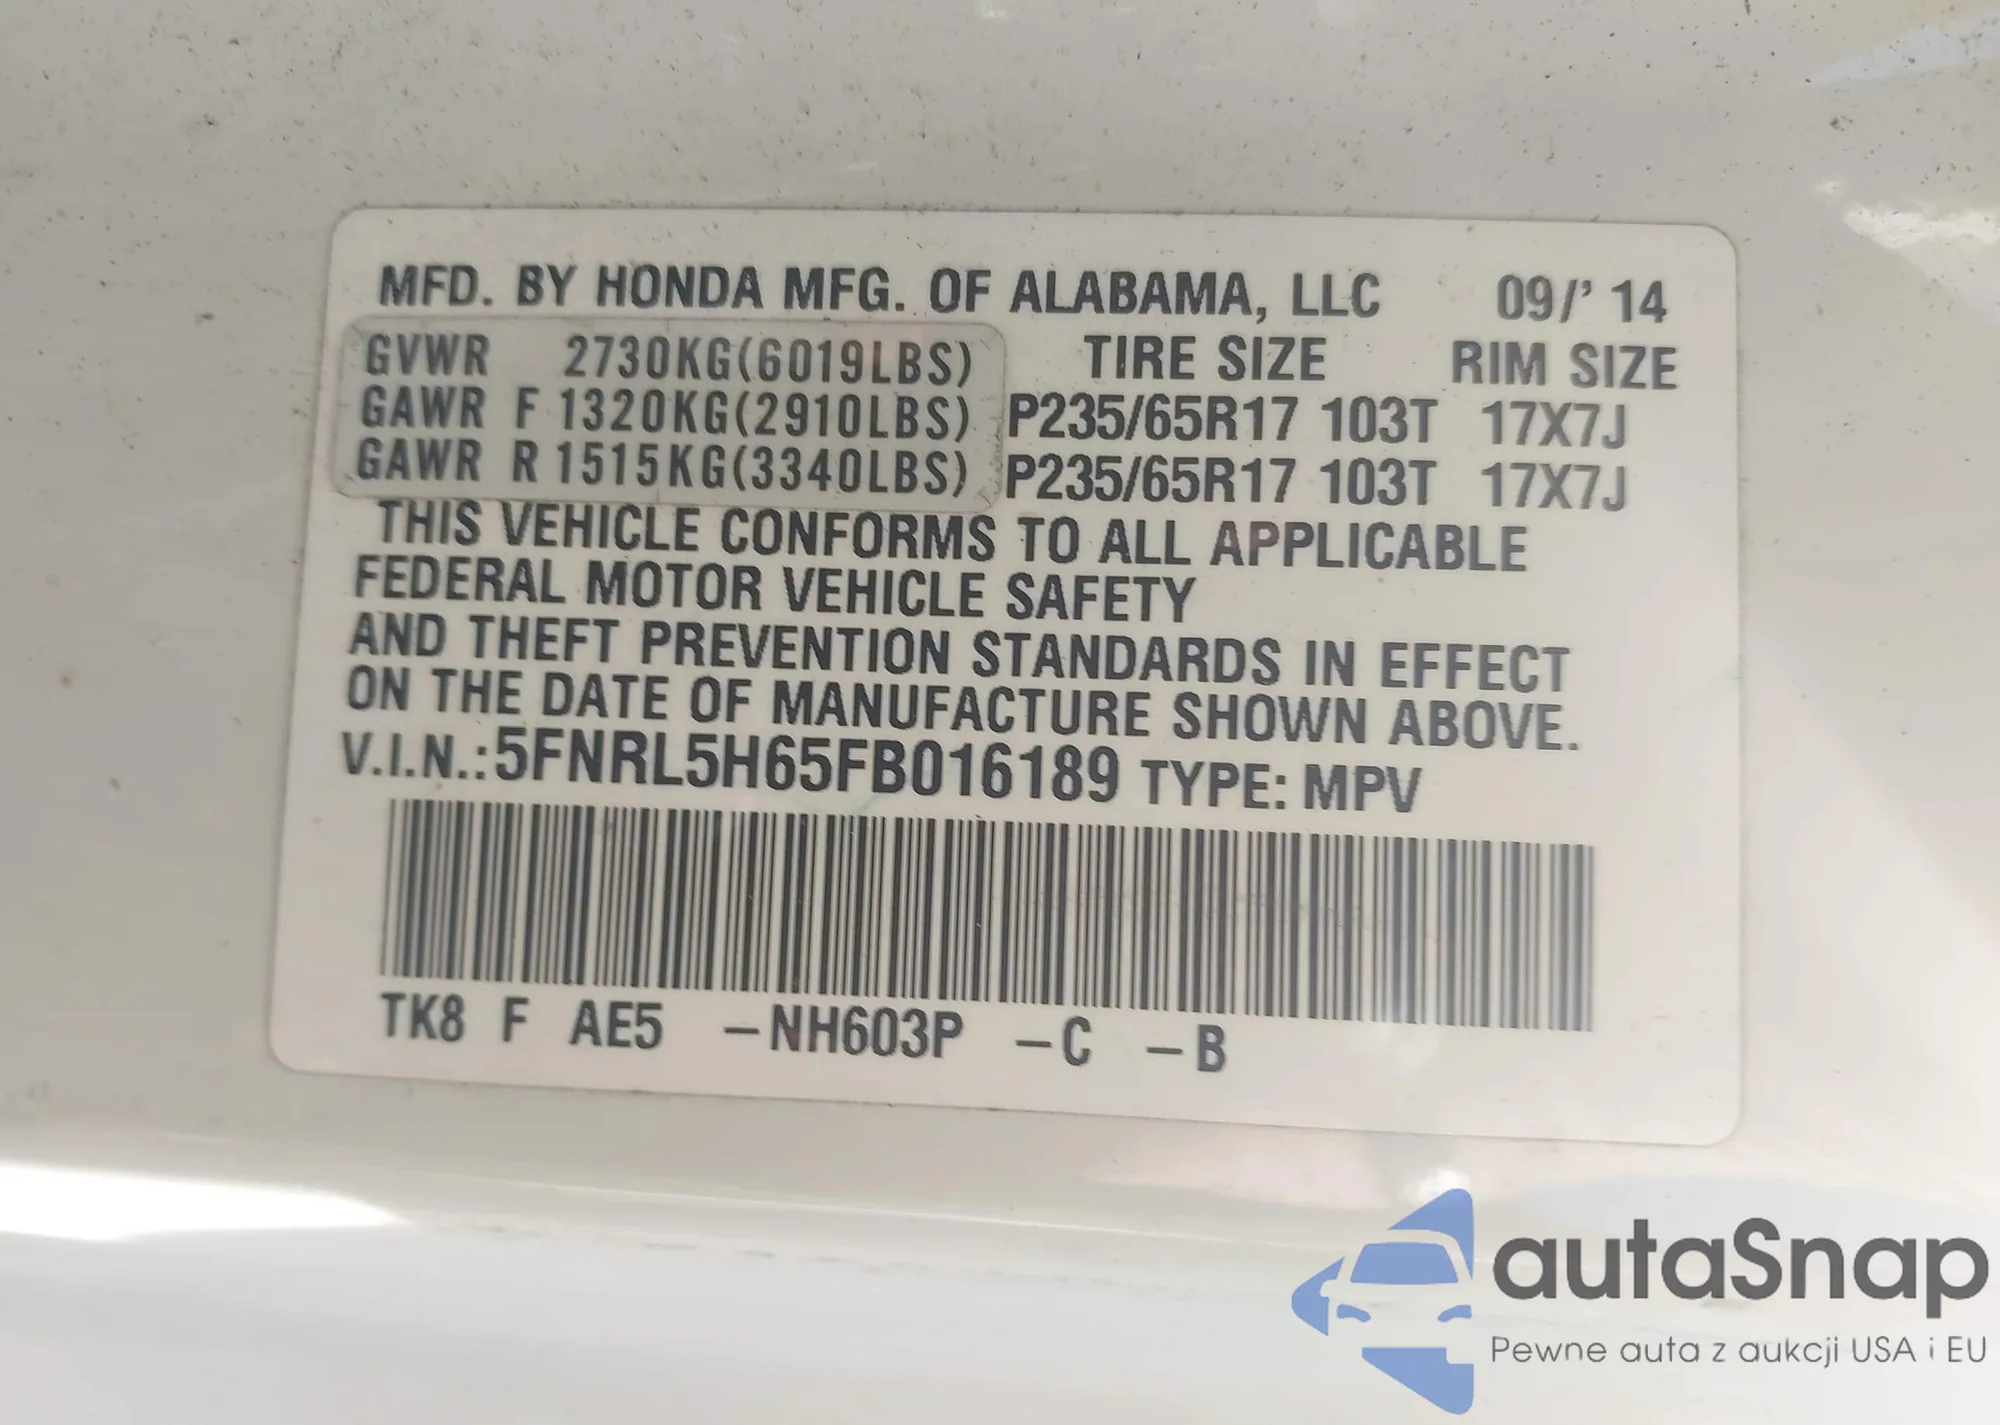 MFD. BY HONDA MFG. OF ALABAMA, LLC 09/' 14
GVWR 2730KG(6019LBS) TIRE SIZE RIM SIZE
GAWR F 1320KG(2910LBS) P235/65R17 103T 17X7J
GAWR R 1515KG(3340LBS) P235/65R17 103T 17X7J
THIS VEHICLE CONFORMS TO ALL APPLICABLE
FEDERAL MOTOR VEHICLE SAFETY
AND THEFT PREVENTION STANDARDS IN EFFECT
ON THE DATE OF MANUFACTURE SHOWN ABOVE.
V.I.N.:5FNRL5H65FB016189 TYPE: MPV
TK8 F AE5 –NH603P –C –B
autaSnap
Pewne auta z aukcji USA i EU